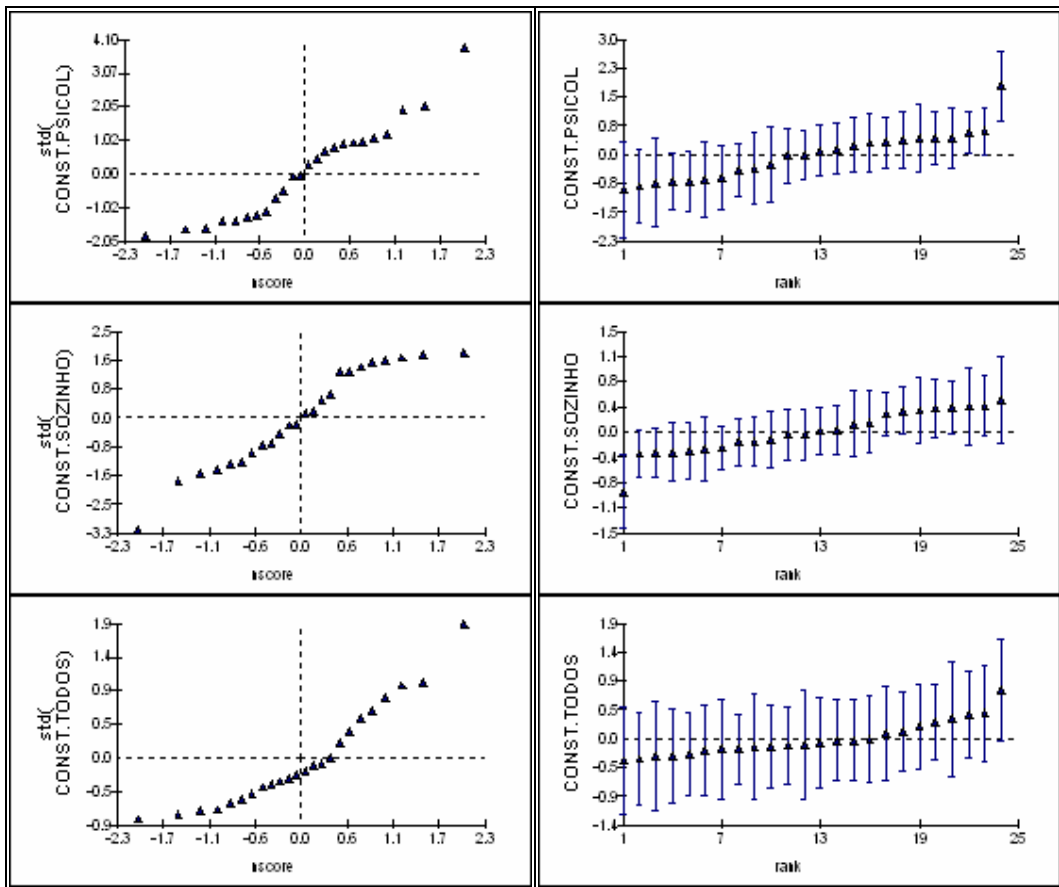 std(
CONST.PSICOL)
4.10
3.07
2.05
1.02
0.00
-1.02
-2.05
-2.3 -1.7 -1.1 -0.6 0.0 0.6 1.1 1.7 2.3
nscore
CONST.PSICOL
3.0
2.3
1.5
0.8
0.0
-0.8
-1.5
-2.3
1 7 13 19 25
rank
std(
CONST.SOZINHO)
2.5
1.6
0.8
0.0
-0.8
-1.6
-2.5
-3.3
-2.3 -1.7 -1.1 -0.6 0.0 0.6 1.1 1.7 2.3
nscore
CONST.SOZINHO
1.5
1.1
0.8
0.4
0.0
-0.4
-0.8
-1.1
-1.5
1 7 13 19 25
rank
std(
CONST.TODOS)
1.9
1.4
0.9
0.5
0.0
-0.5
-0.9
-2.3 -1.7 -1.1 -0.6 0.0 0.6 1.1 1.7 2.3
nscore
CONST.TODOS
1.9
1.4
0.9
0.5
0.0
-0.5
-0.9
-1.4
1 7 13 19 25
rank